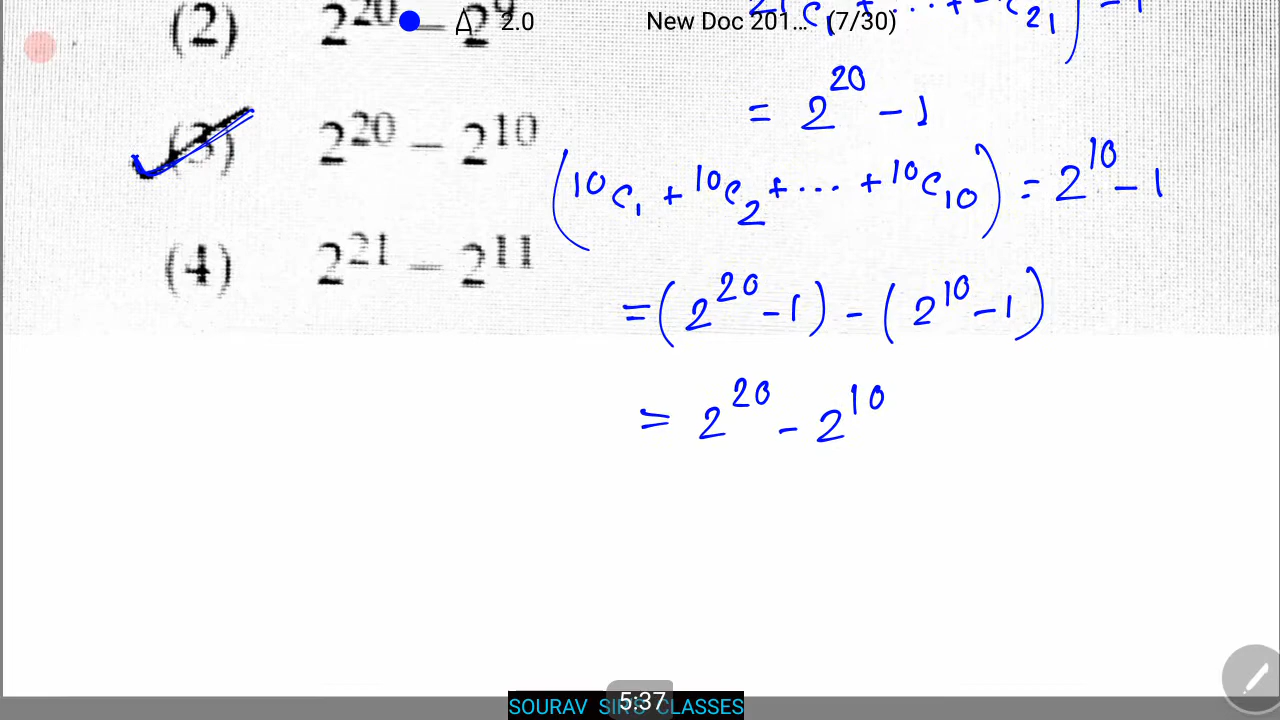 2.0 New Doc 201... (7/30)
(2) 2^20 – 2^9
= 2^20 – 1
(3) 2^20 – 2^10
(10C1 + 10C2 + ... + 10C10) = 2^10 – 1
(4) 2^21 – 2^11
= (2^20 – 1) – (2^10 – 1)
= 2^20 – 2^10
5:37
SOURAV SIR'S CLASSES